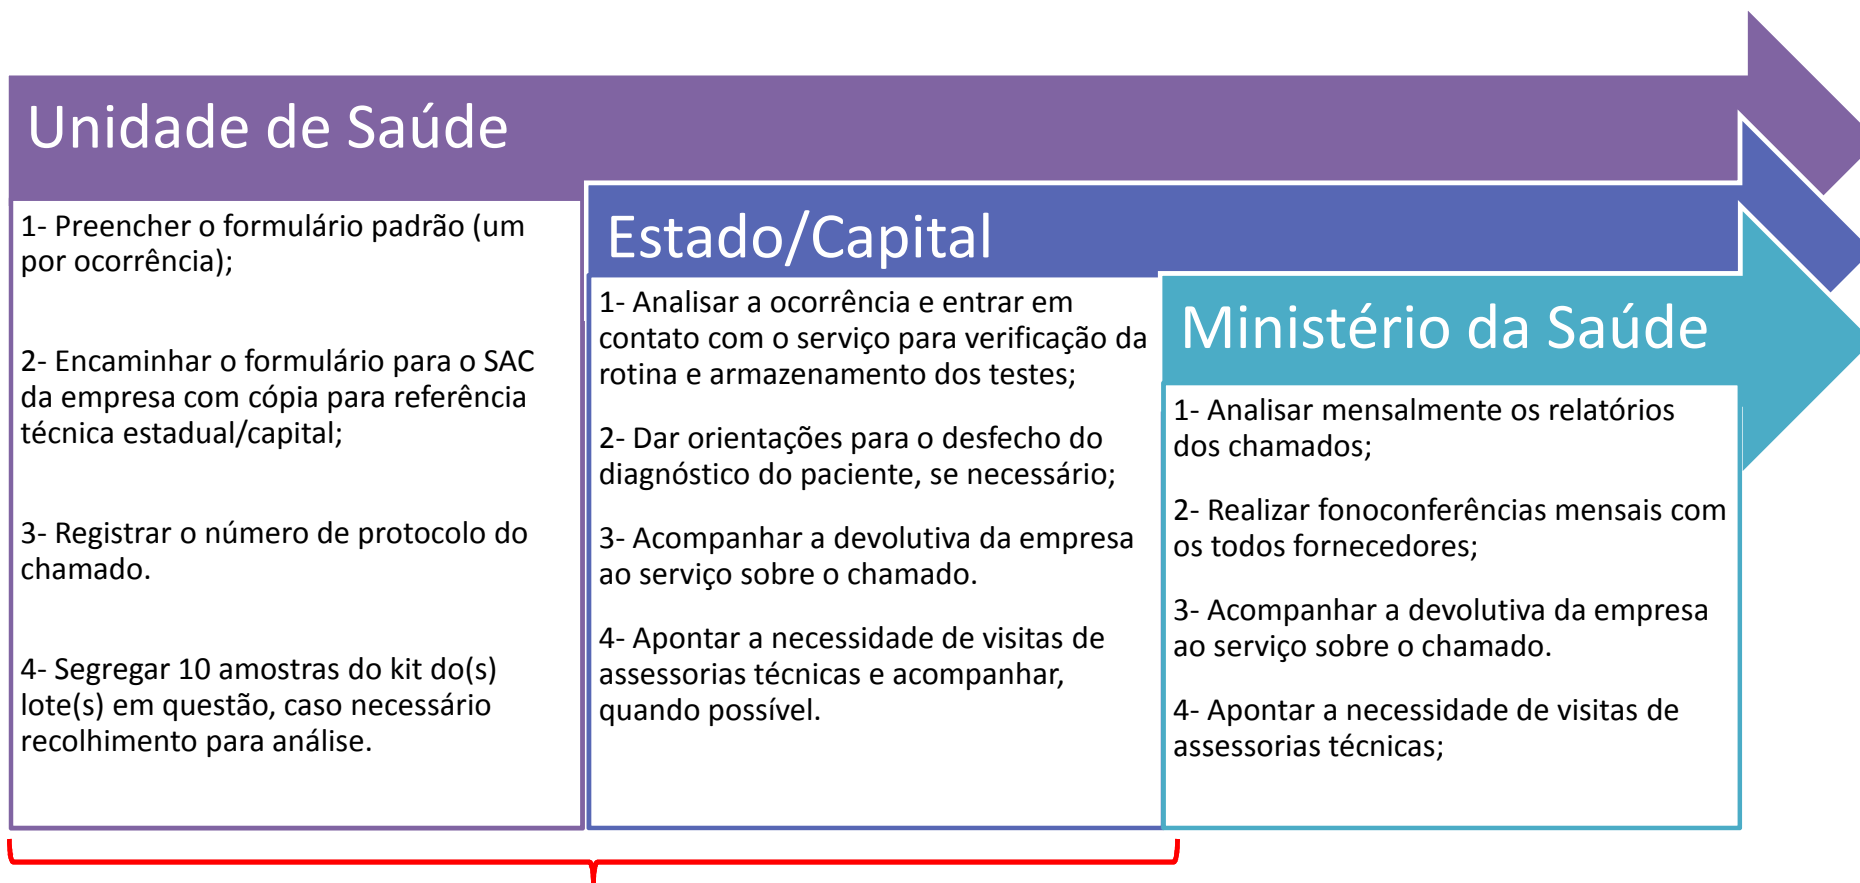 Unidade de Saúde
1- Preencher o formulário padrão (um
por ocorrência);
2- Encaminhar o formulário para o SAC
da empresa com cópia para referência
técnica estadual/capital;
3- Registrar o número de protocolo do
chamado.
4- Segregar 10 amostras do kit do(s)
lote(s) em questão, caso necessário
recolhimento para análise.
Estado/Capital
1- Analisar a ocorrência e entrar em
contato com o serviço para verificação da
rotina e armazenamento dos testes;
2- Dar orientações para o desfecho do
diagnóstico do paciente, se necessário;
3- Acompanhar a devolutiva da empresa
ao serviço sobre o chamado.
4- Apontar a necessidade de visitas de
assessorias técnicas e acompanhar,
quando possível.
Ministério da Saúde
1- Analisar mensalmente os relatórios
dos chamados;
2- Realizar fonoconferências mensais com
os todos fornecedores;
3- Acompanhar a devolutiva da empresa
ao serviço sobre o chamado.
4- Apontar a necessidade de visitas de
assessorias técnicas;